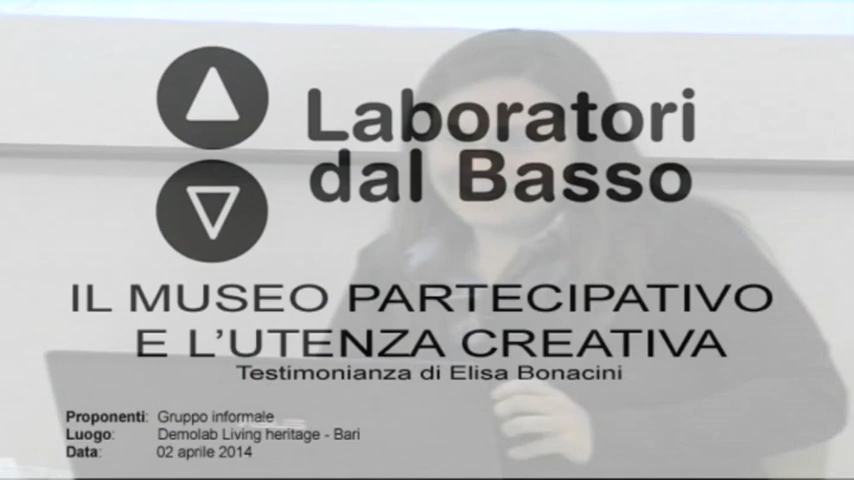 Laboratori
dal Basso
IL MUSEO PARTECIPATIVO
E L'UTENZA CREATIVA
Testimonianza di Elisa Bonacini
Proponenti: Gruppo informale
Luogo: Demolab Living heritage - Bari
Data: 02 aprile 2014